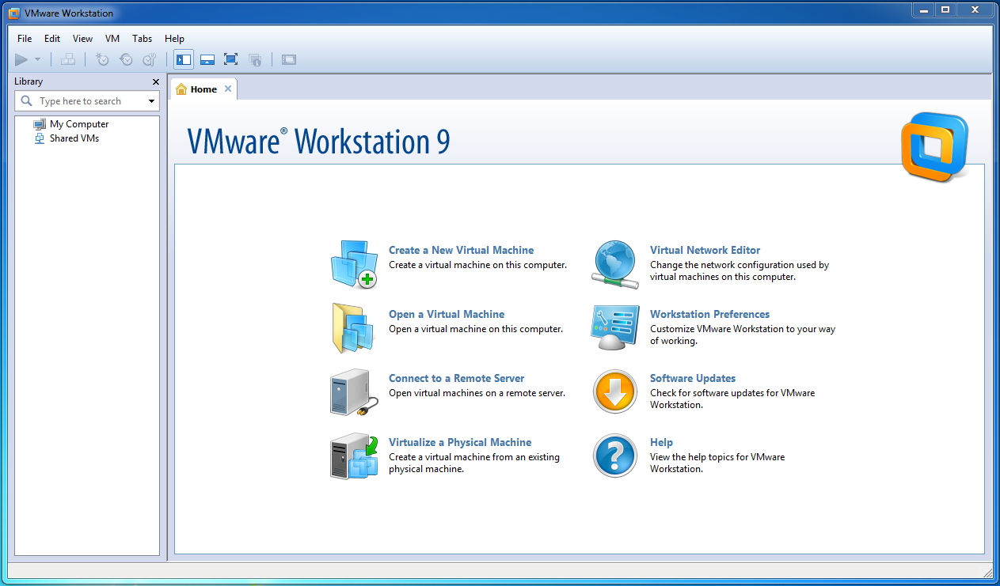 VMware Workstation
File Edit View VM Tabs Help
Library
Type here to search
My Computer
Shared VMs
Home
VMware® Workstation 9
Create a New Virtual Machine
Create a virtual machine on this computer.
Open a Virtual Machine
Open a virtual machine on this computer.
Connect to a Remote Server
Open virtual machines on a remote server.
Virtualize a Physical Machine
Create a virtual machine from an existing
physical machine.
Virtual Network Editor
Change the network configuration used by
virtual machines on this computer.
Workstation Preferences
Customize VMware Workstation to your way
of working.
Software Updates
Check for software updates for VMware
Workstation.
Help
View the help topics for VMware
Workstation.